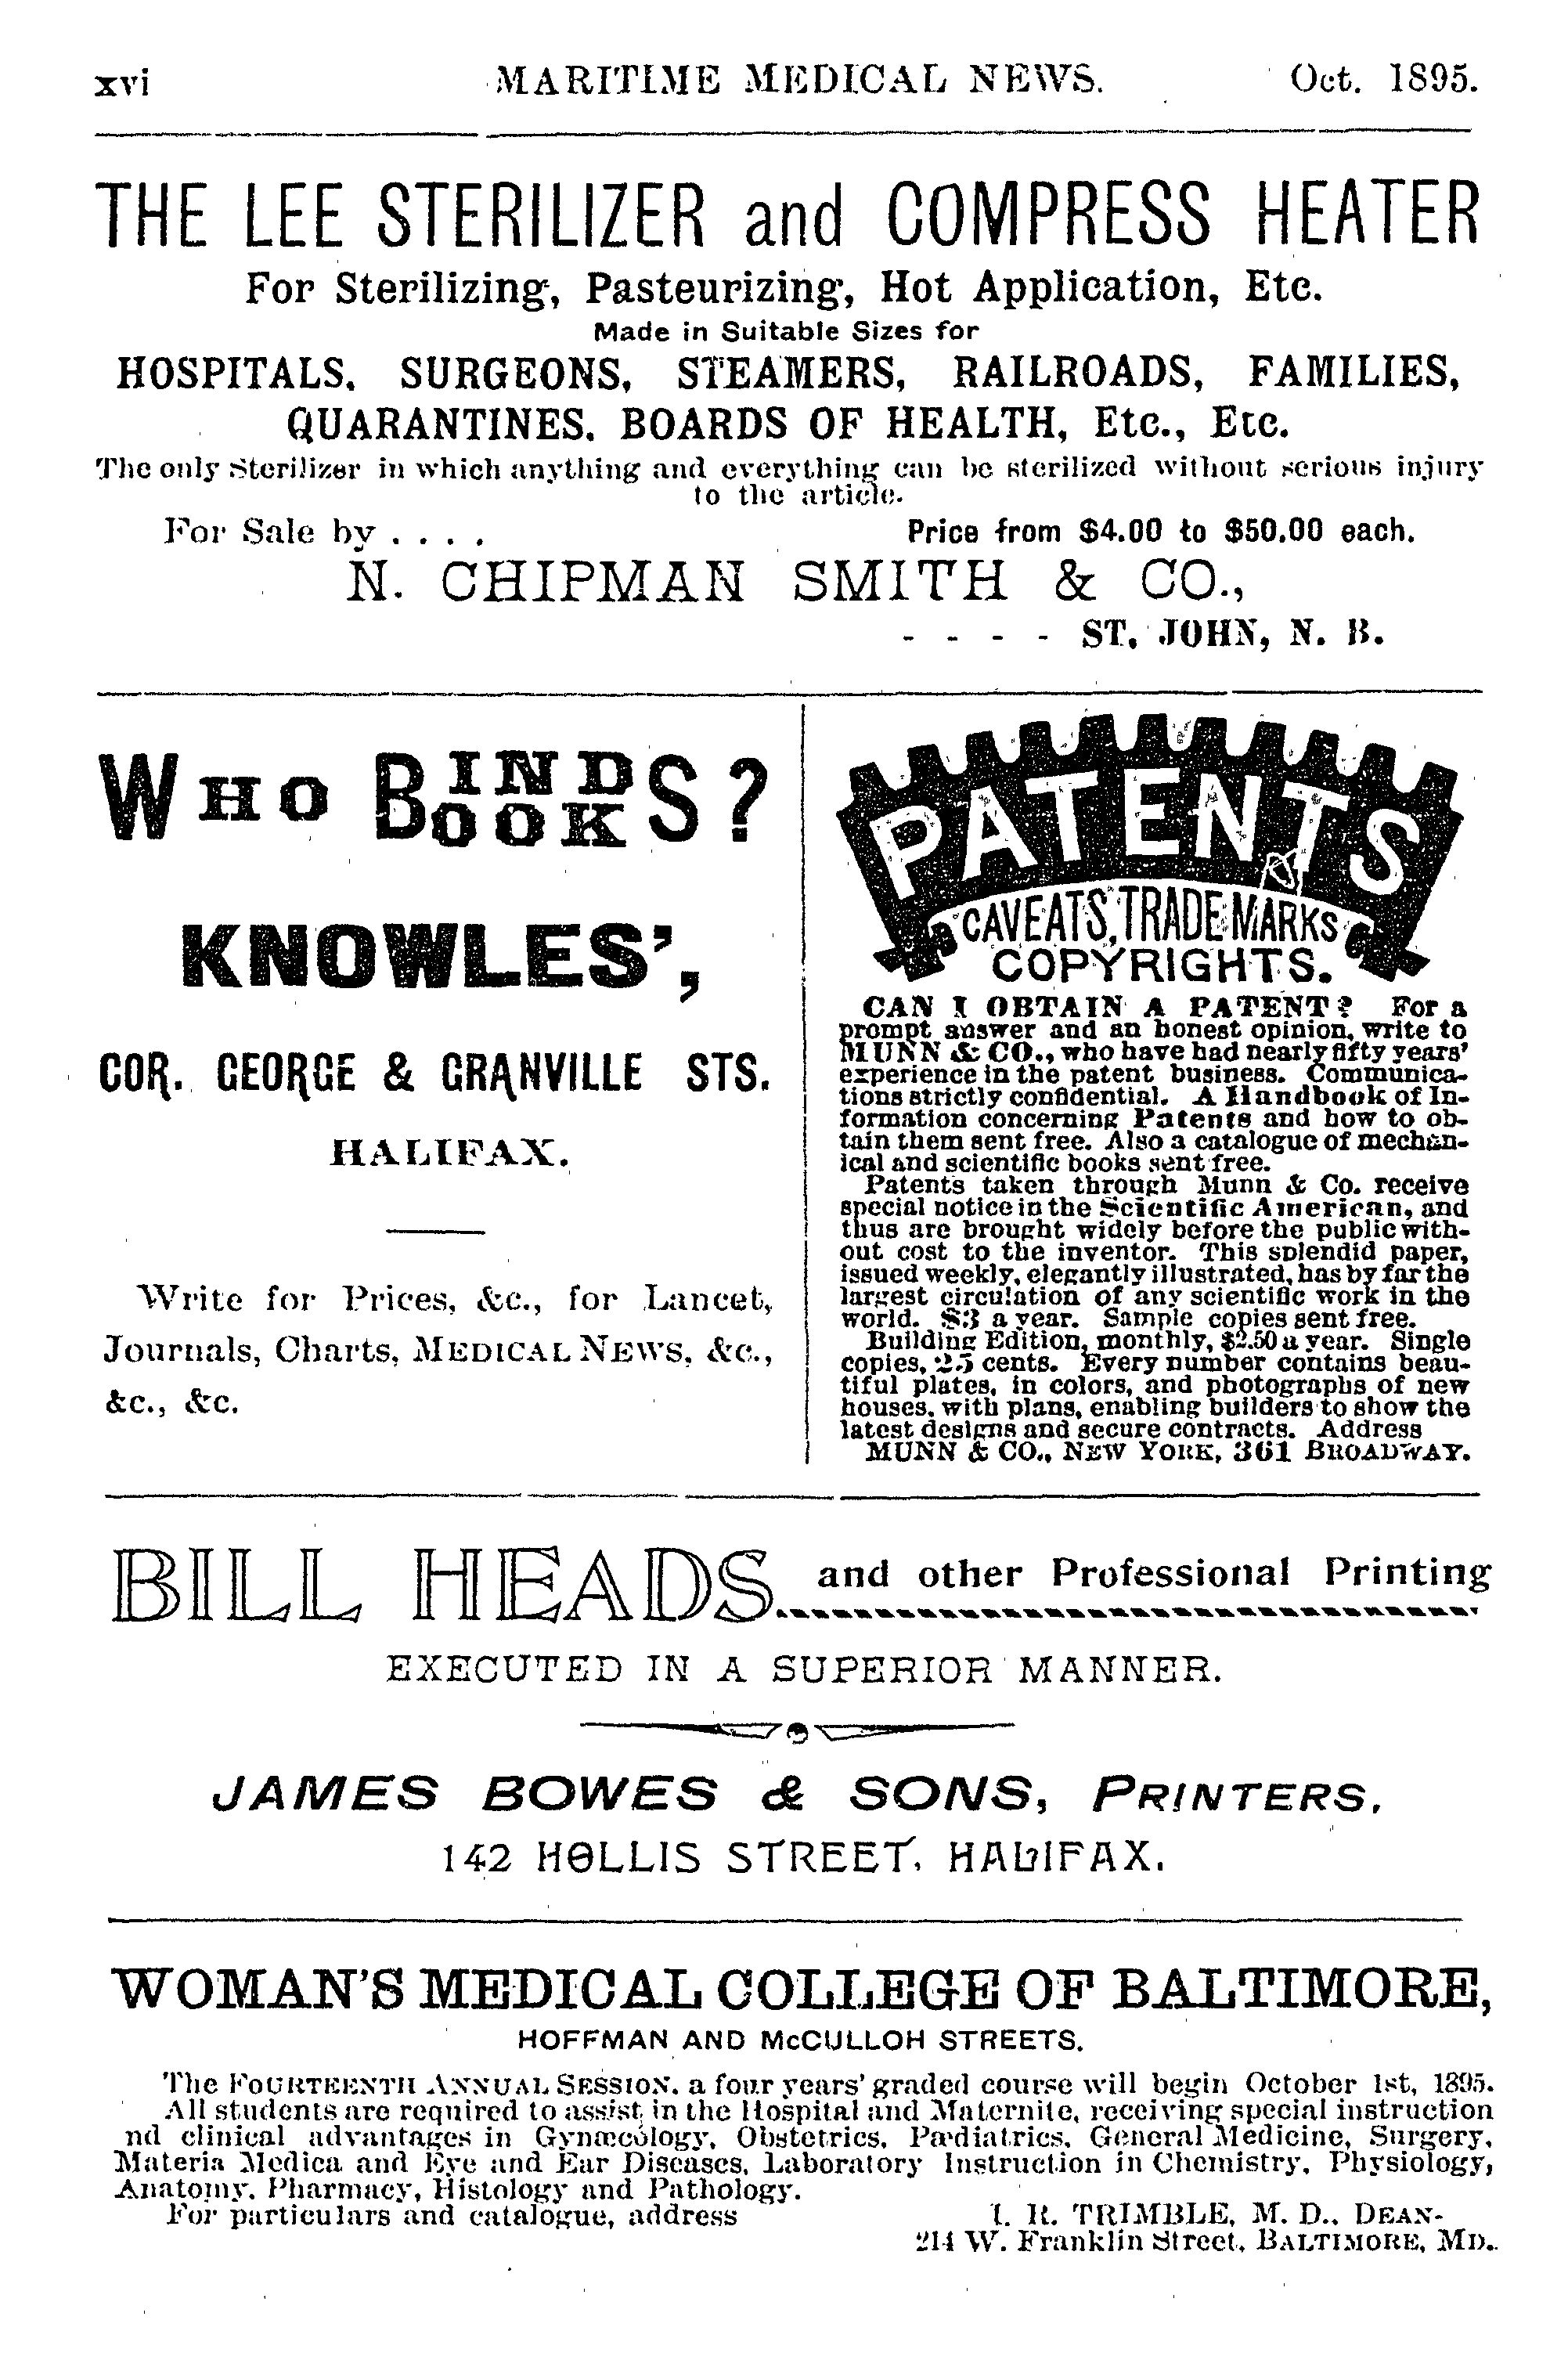 xvi MARITIME MEDICAL NEWS. Oct. 1895.
THE LEE STERILIZER and COMPRESS HEATER
For Sterilizing, Pasteurizing, Hot Application, Etc.
Made in Suitable Sizes for
HOSPITALS, SURGEONS, STEAMERS, RAILROADS, FAMILIES,
QUARANTINES. BOARDS OF HEALTH, Etc., Etc.
The only Sterilizer in which anything and everything can be sterilized without serious injury
to the article.
For Sale by . . . . Price from $4.00 to $50.00 each.
N. CHIPMAN SMITH & CO.,
- - - - ST. JOHN, N. B.
WHO BINDS BOOKS?
KNOWLES',
COR. GEORGE & GRANVILLE STS.
HALIFAX.
Write for Prices, &c., for Lancet,
Journals, Charts, MEDICAL NEWS, &c.,
&c., &c.
PATENTS
CAVEATS, TRADE MARKS
COPYRIGHTS.
CAN I OBTAIN A PATENT? For a
prompt answer and an honest opinion, write to
MUNN & CO., who have had nearly fifty years'
experience in the patent business. Communica-
tions strictly confidential. A Handbook of In-
formation concerning Patents and how to ob-
tain them sent free. Also a catalogue of mechan-
ical and scientific books sent free.
Patents taken through Munn & Co. receive
special notice in the Scientific American, and
thus are brought widely before the public with-
out cost to the inventor. This splendid paper,
issued weekly, elegantly illustrated, has by far the
largest circulation of any scientific work in the
world. $3 a year. Sample copies sent free.
Building Edition, monthly, $2.50 a year. Single
copies, 25 cents. Every number contains beau-
tiful plates, in colors, and photographs of new
houses, with plans, enabling builders to show the
latest designs and secure contracts. Address
MUNN & CO., NEW YORK, 361 BROADWAY.
BILL HEADS and other Professional Printing
EXECUTED IN A SUPERIOR MANNER.
JAMES BOWES & SONS, PRINTERS,
142 HOLLIS STREET, HALIFAX.
WOMAN'S MEDICAL COLLEGE OF BALTIMORE,
HOFFMAN AND McCULLOH STREETS.
The FOURTEENTH ANNUAL SESSION, a four years' graded course will begin October 1st, 1895.
All students are required to assist in the Hospital and Maternite, receiving special instruction
nd clinical advantages in Gynæcology, Obstetrics, Pædiatrics, General Medicine, Surgery,
Materia Medica and Eye and Ear Diseases, Laboratory Instruction in Chemistry, Physiology,
Anatomy, Pharmacy, Histology and Pathology.
For particulars and catalogue, address I. R. TRIMBLE, M. D., DEAN-
214 W. Franklin Street, BALTIMORE, MD.